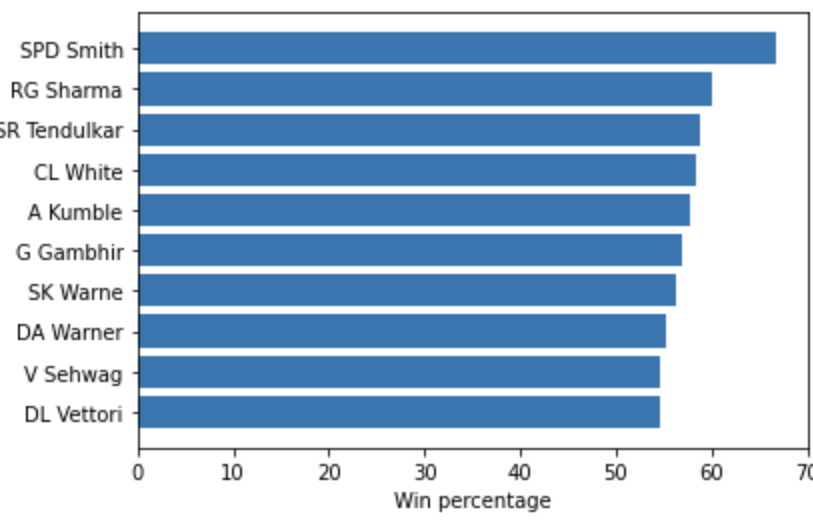 SPD Smith
RG Sharma
SR Tendulkar
CL White
A Kumble
G Gambhir
SK Warne
DA Warner
V Sehwag
DL Vettori
0 10 20 30 40 50 60 70
Win percentage